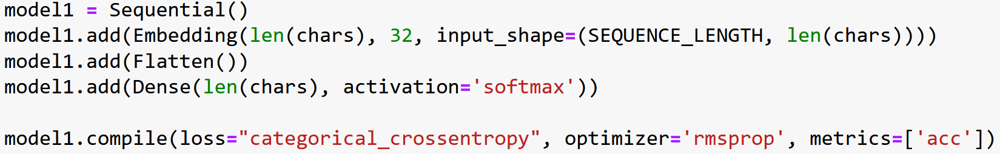 model1 = Sequential()
model1.add(Embedding(len(chars), 32, input_shape=(SEQUENCE_LENGTH, len(chars))))
model1.add(Flatten())
model1.add(Dense(len(chars), activation='softmax'))
model1.compile(loss="categorical_crossentropy", optimizer='rmsprop', metrics=['acc'])